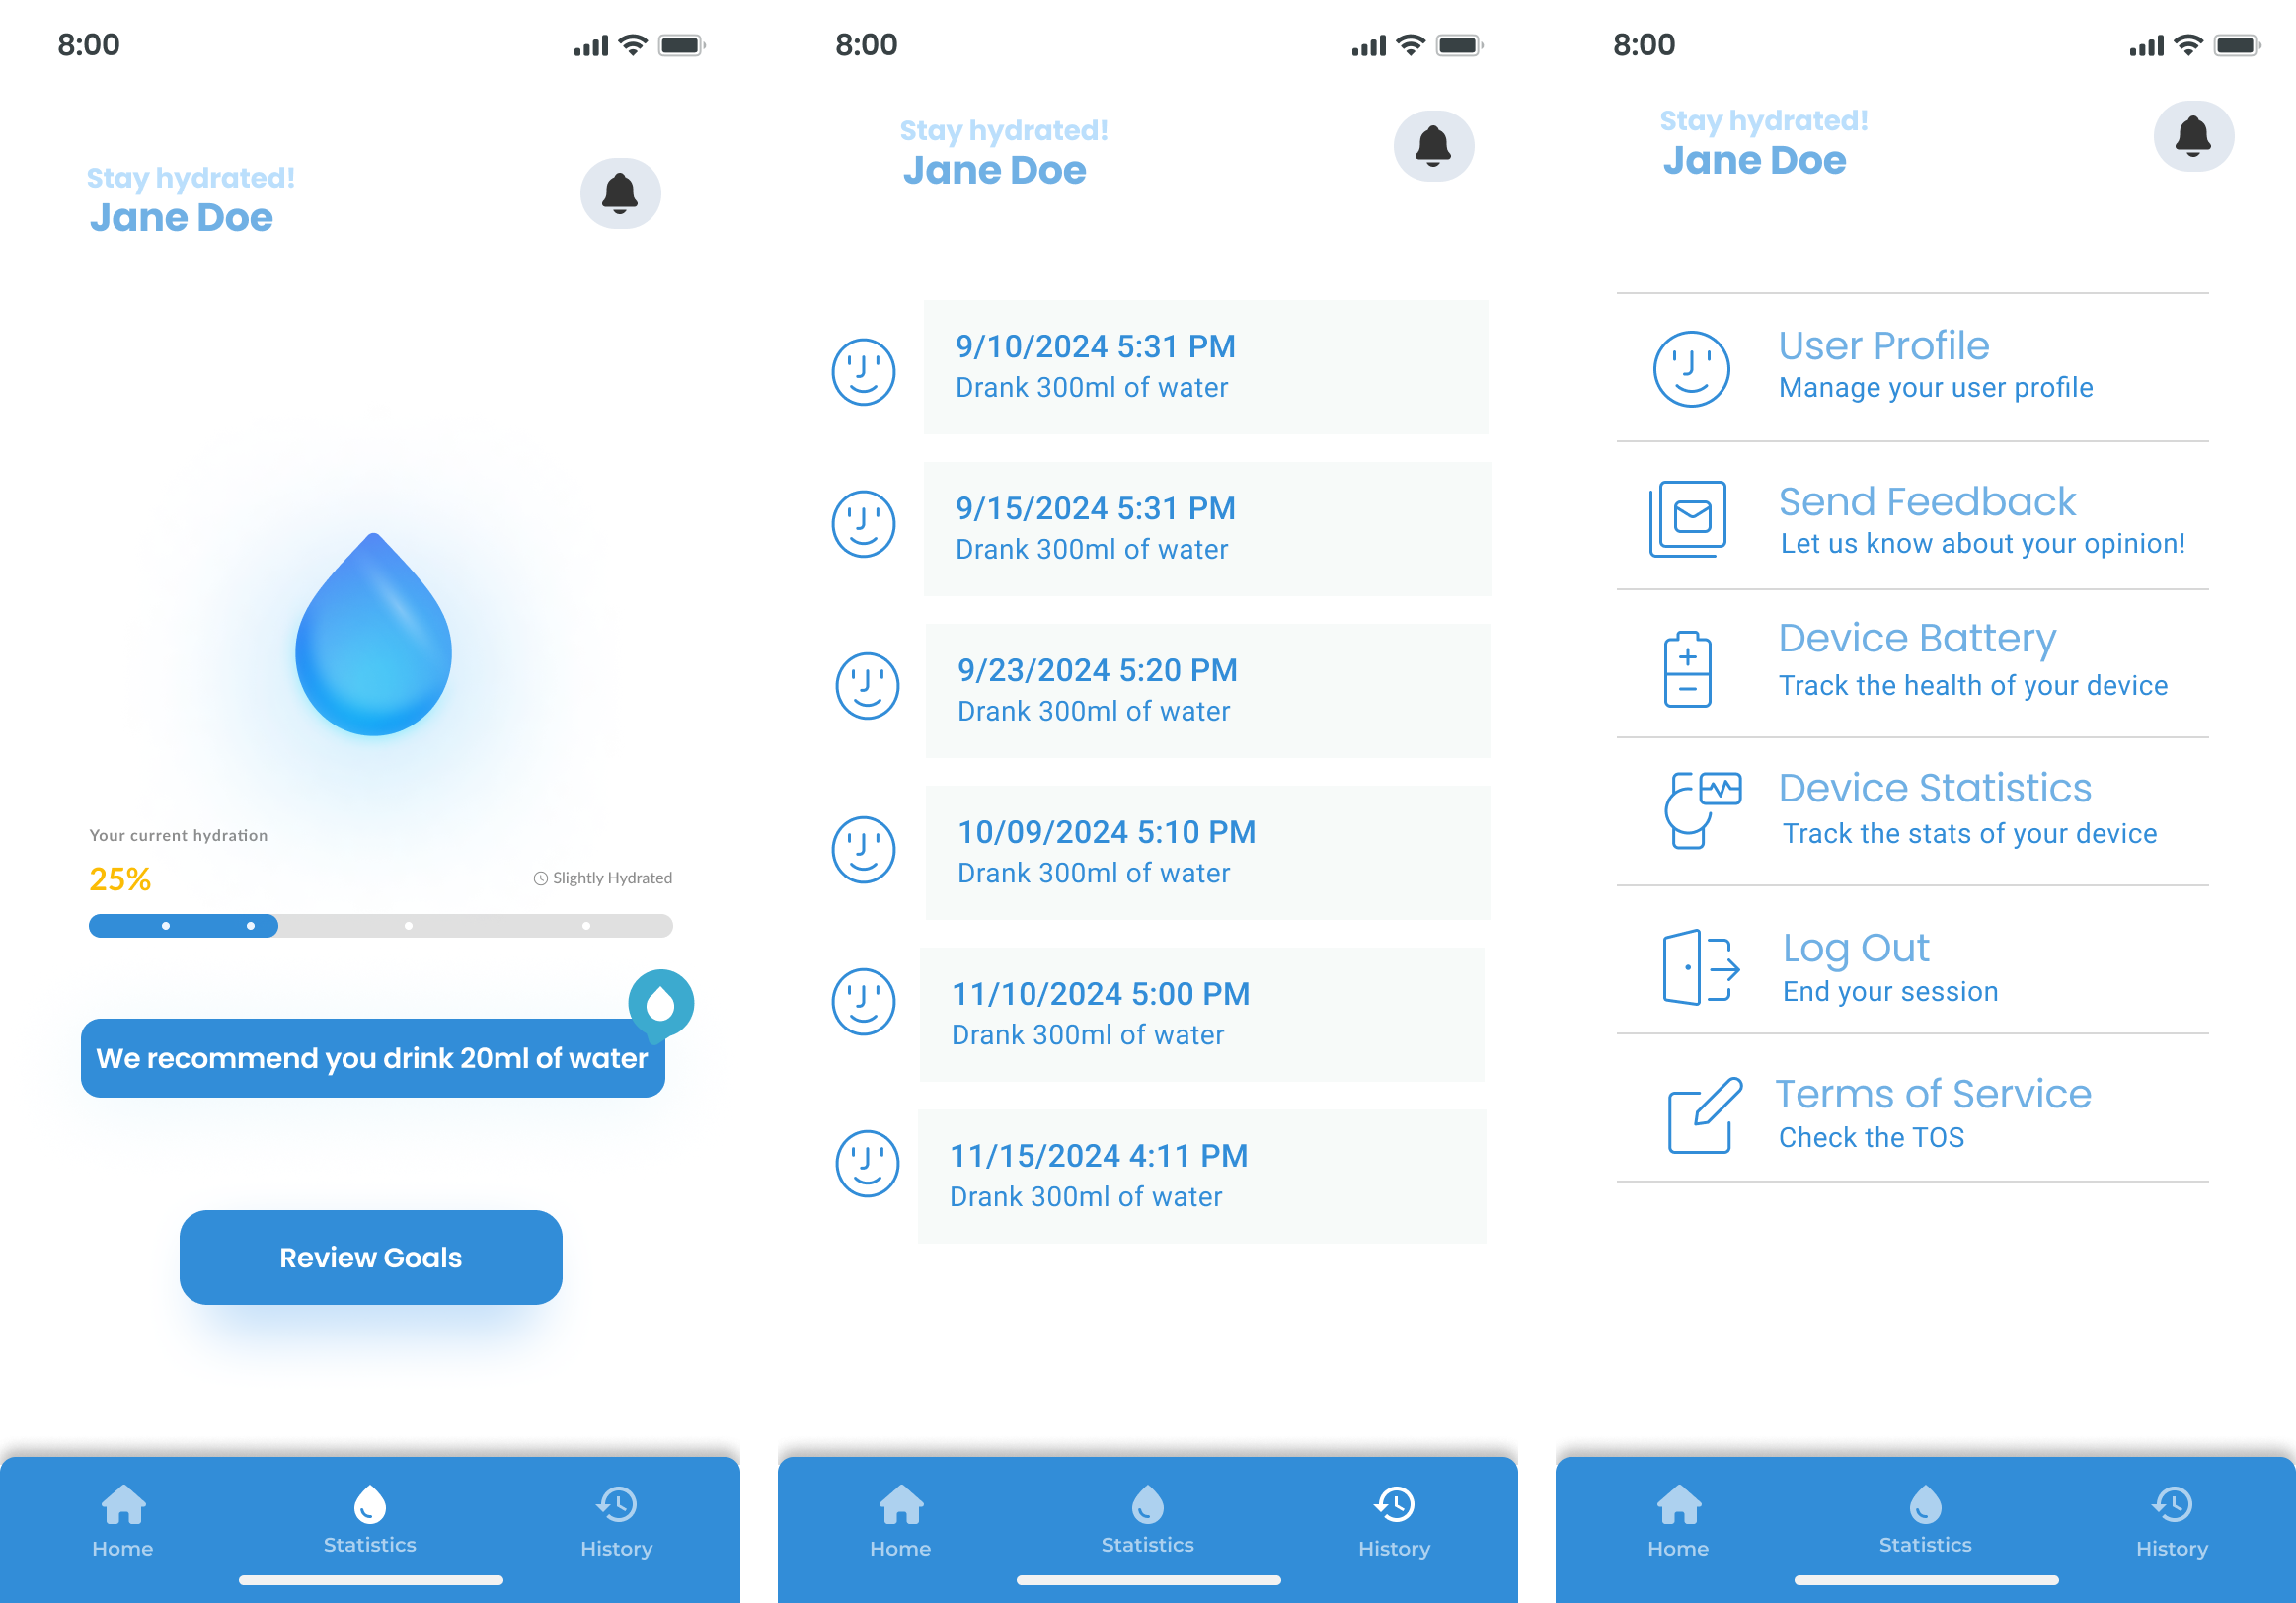 8:00
Stay hydrated!
Jane Doe
Your current hydration
25%
Slightly Hydrated
We recommend you drink 20ml of water
Review Goals
Home
Statistics
History
8:00
Stay hydrated!
Jane Doe
9/10/2024 5:31 PM
Drank 300ml of water
9/15/2024 5:31 PM
Drank 300ml of water
9/23/2024 5:20 PM
Drank 300ml of water
10/09/2024 5:10 PM
Drank 300ml of water
11/10/2024 5:00 PM
Drank 300ml of water
11/15/2024 4:11 PM
Drank 300ml of water
Home
Statistics
History
8:00
Stay hydrated!
Jane Doe
User Profile
Manage your user profile
Send Feedback
Let us know about your opinion!
Device Battery
Track the health of your device
Device Statistics
Track the stats of your device
Log Out
End your session
Terms of Service
Check the TOS
Home
Statistics
History